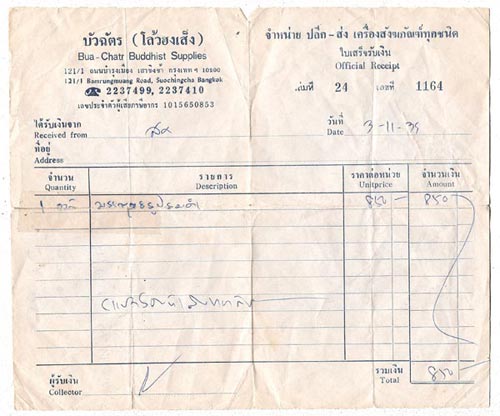 บัวฉัตร (โล้วฮงเส็ง)
Bua-Chatr Buddhist Supplies
121/1 ถนนบำรุงเมือง เสาชิงช้า กรุงเทพ ฯ 10200
121/1 Bamrungmuang Road, Suaochingcha Bangkok
☎ 2237499, 2237410
เลขประจำตัวผู้เสียภาษีอากร 1015650853
จำหน่าย ปลีก-ส่ง เครื่องสังฆภัณฑ์ทุกชนิด
ใบเสร็จรับเงิน
Official Receipt
เล่มที่ 24 เลขที่ 1164
ได้รับเงินจาก สด
Received from
วันที่
Date 3-11-39
ที่อยู่
Address
จำนวน รายการ ราคาต่อหน่วย จำนวนเงิน
Quantity Description Unitprice Amount
1 850 850
ผู้รับเงิน
Collector
รวมเงิน
Total 850